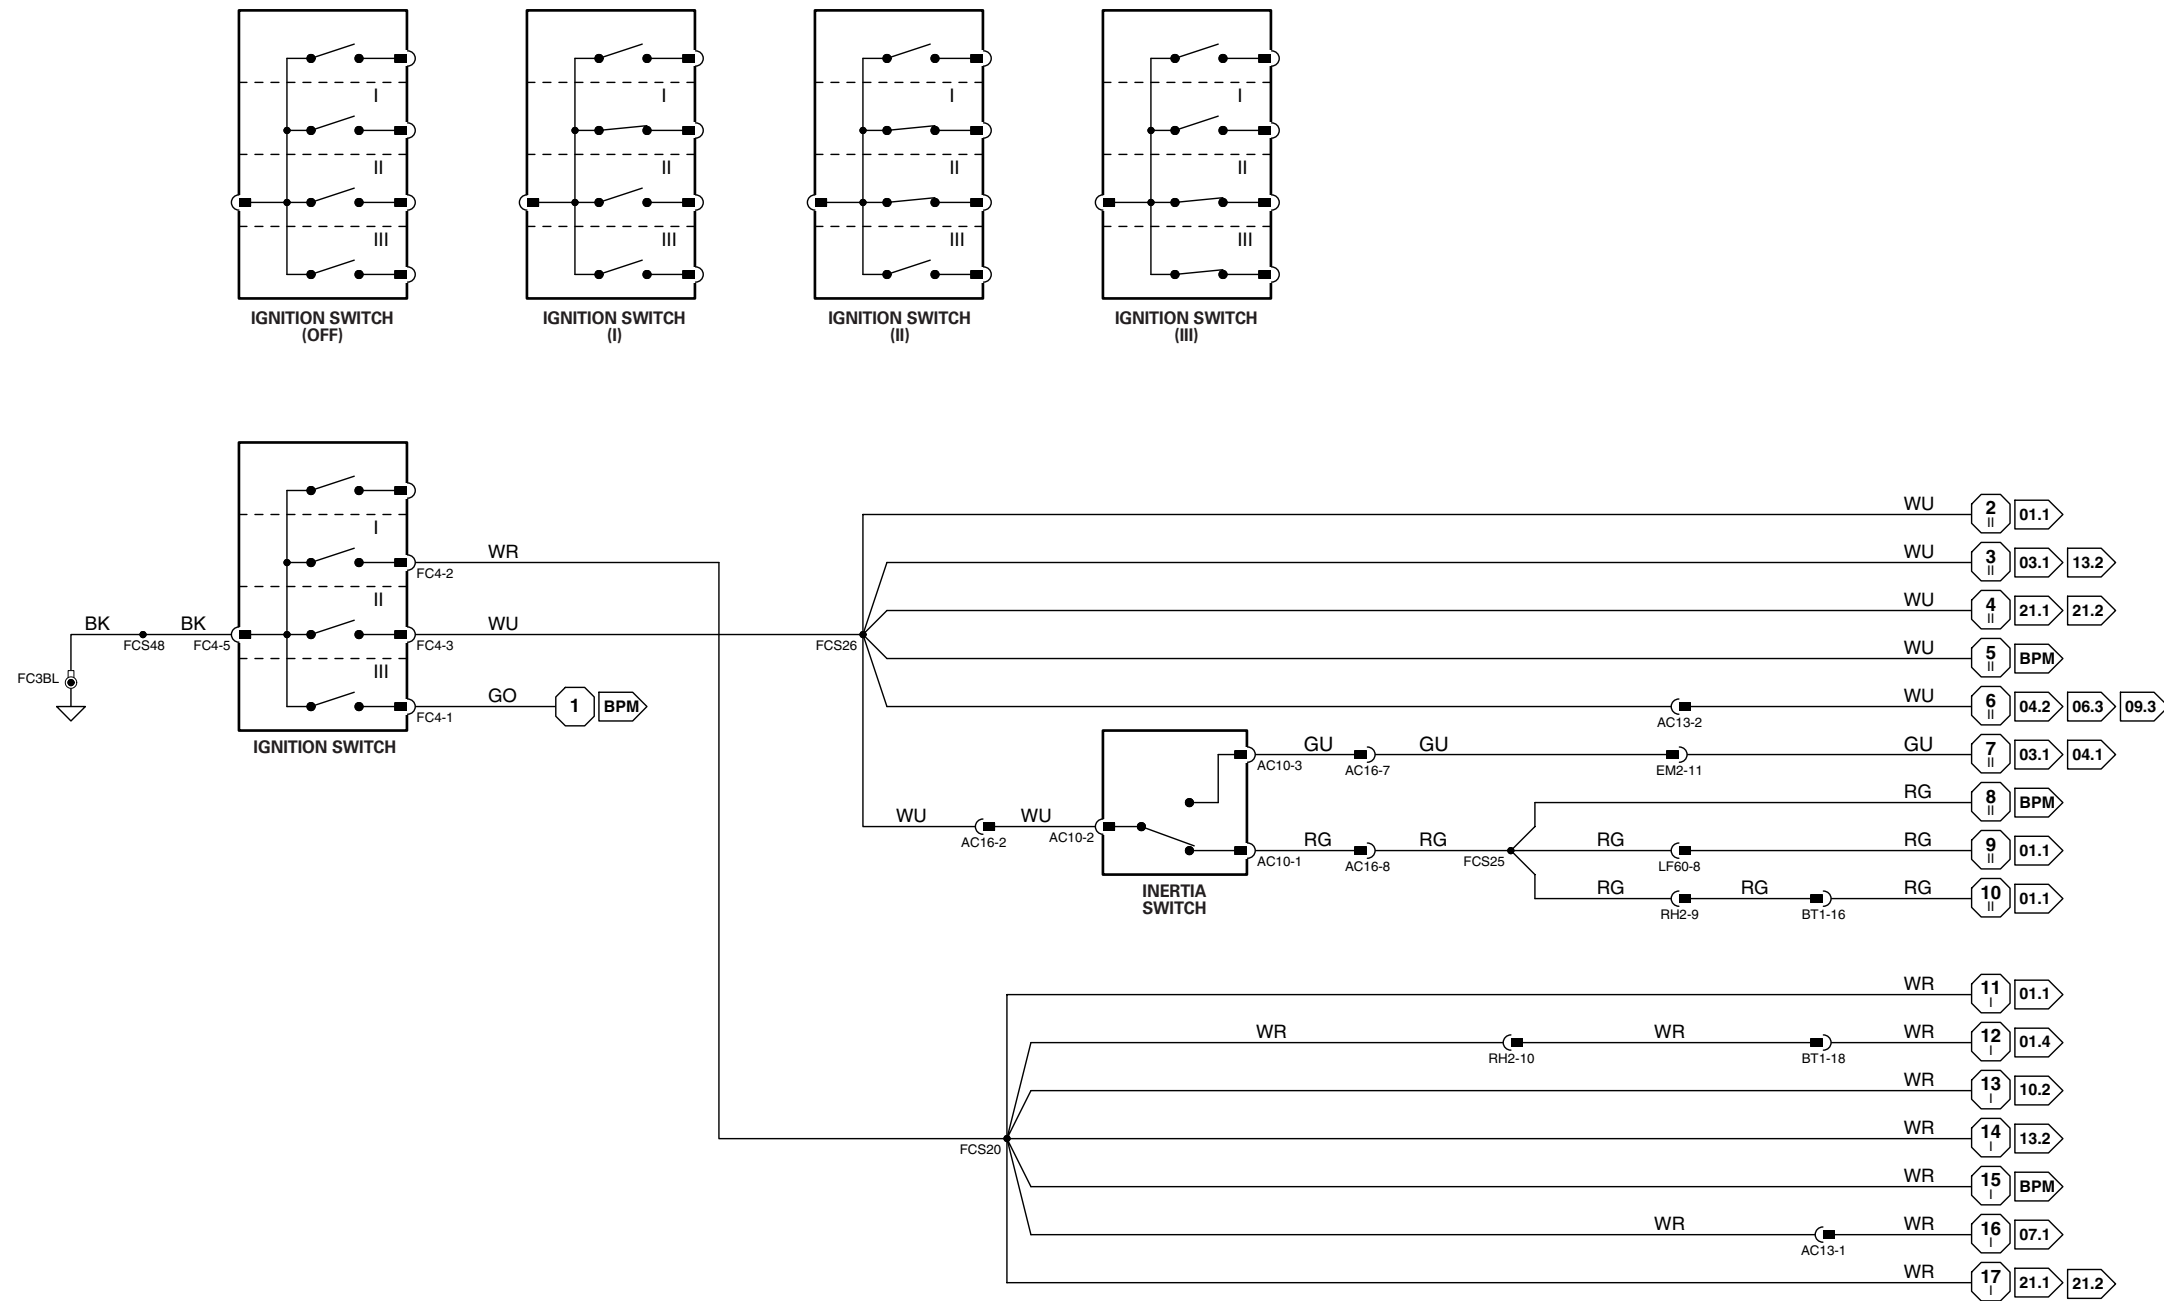 I
II
III
IGNITION SWITCH
(OFF)
I
II
III
IGNITION SWITCH
(I)
I
II
III
IGNITION SWITCH
(II)
I
II
III
IGNITION SWITCH
(III)
I
II
III
IGNITION SWITCH
BK
FCS48
BK
FC4-5
FC3BL
WR
FC4-2
WU
FC4-3
GO
FC4-1
1 BPM
FCS26
WU 2 II 01.1
WU 3 II 03.1 13.2
WU 4 II 21.1 21.2
WU 5 II BPM
AC13-2
WU 6 II 04.2 06.3 09.3
WU
AC16-2
WU
AC10-2
INERTIA
SWITCH
AC10-3
GU
AC16-7
GU
EM2-11
GU 7 II 03.1 04.1
AC10-1
RG
AC16-8
RG
FCS25
RG 8 II BPM
RG
LF60-8
RG 9 II 01.1
RG
RH2-9
RG
BT1-16
RG 10 II 01.1
FCS20
WR 11 I 01.1
WR
RH2-10
WR
BT1-18
WR 12 I 01.4
WR 13 I 10.2
WR 14 I 13.2
WR 15 I BPM
WR
AC13-1
WR 16 I 07.1
WR 17 I 21.1 21.2